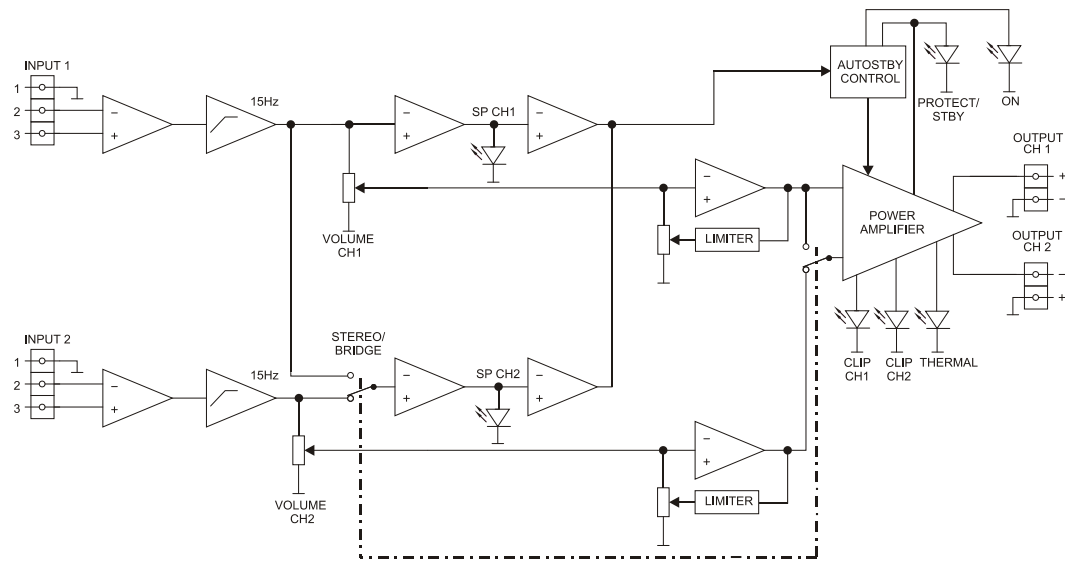 INPUT 1
1
2
3
−
+
15Hz
−
+
SP CH1
−
+
AUTOSTBY
CONTROL
PROTECT/
STBY
ON
VOLUME
CH1
−
+
LIMITER
POWER
AMPLIFIER
OUTPUT
CH 1
+
−
OUTPUT
CH 2
−
+
CLIP
CH1
CLIP
CH2
THERMAL
INPUT 2
1
2
3
−
+
15Hz
STEREO/
BRIDGE
−
+
SP CH2
−
+
VOLUME
CH2
−
+
LIMITER